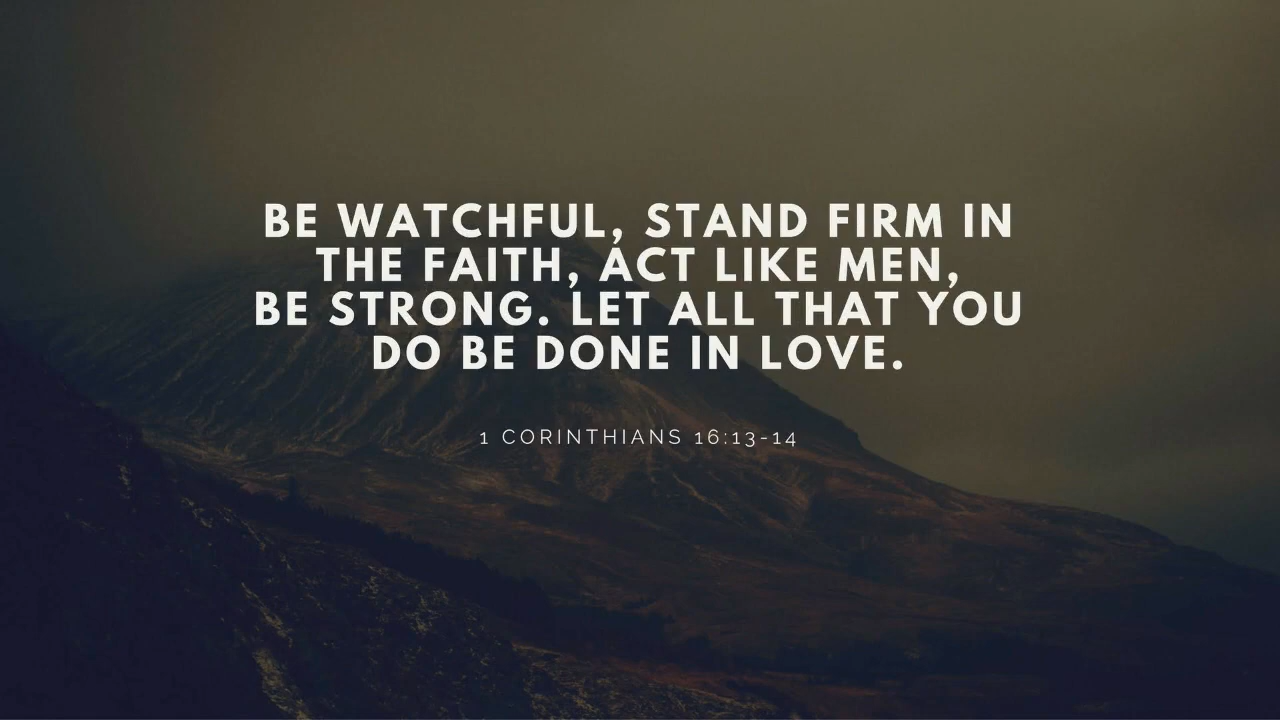 BE WATCHFUL, STAND FIRM IN
THE FAITH, ACT LIKE MEN,
BE STRONG. LET ALL THAT YOU
DO BE DONE IN LOVE.
1 CORINTHIANS 16:13-14